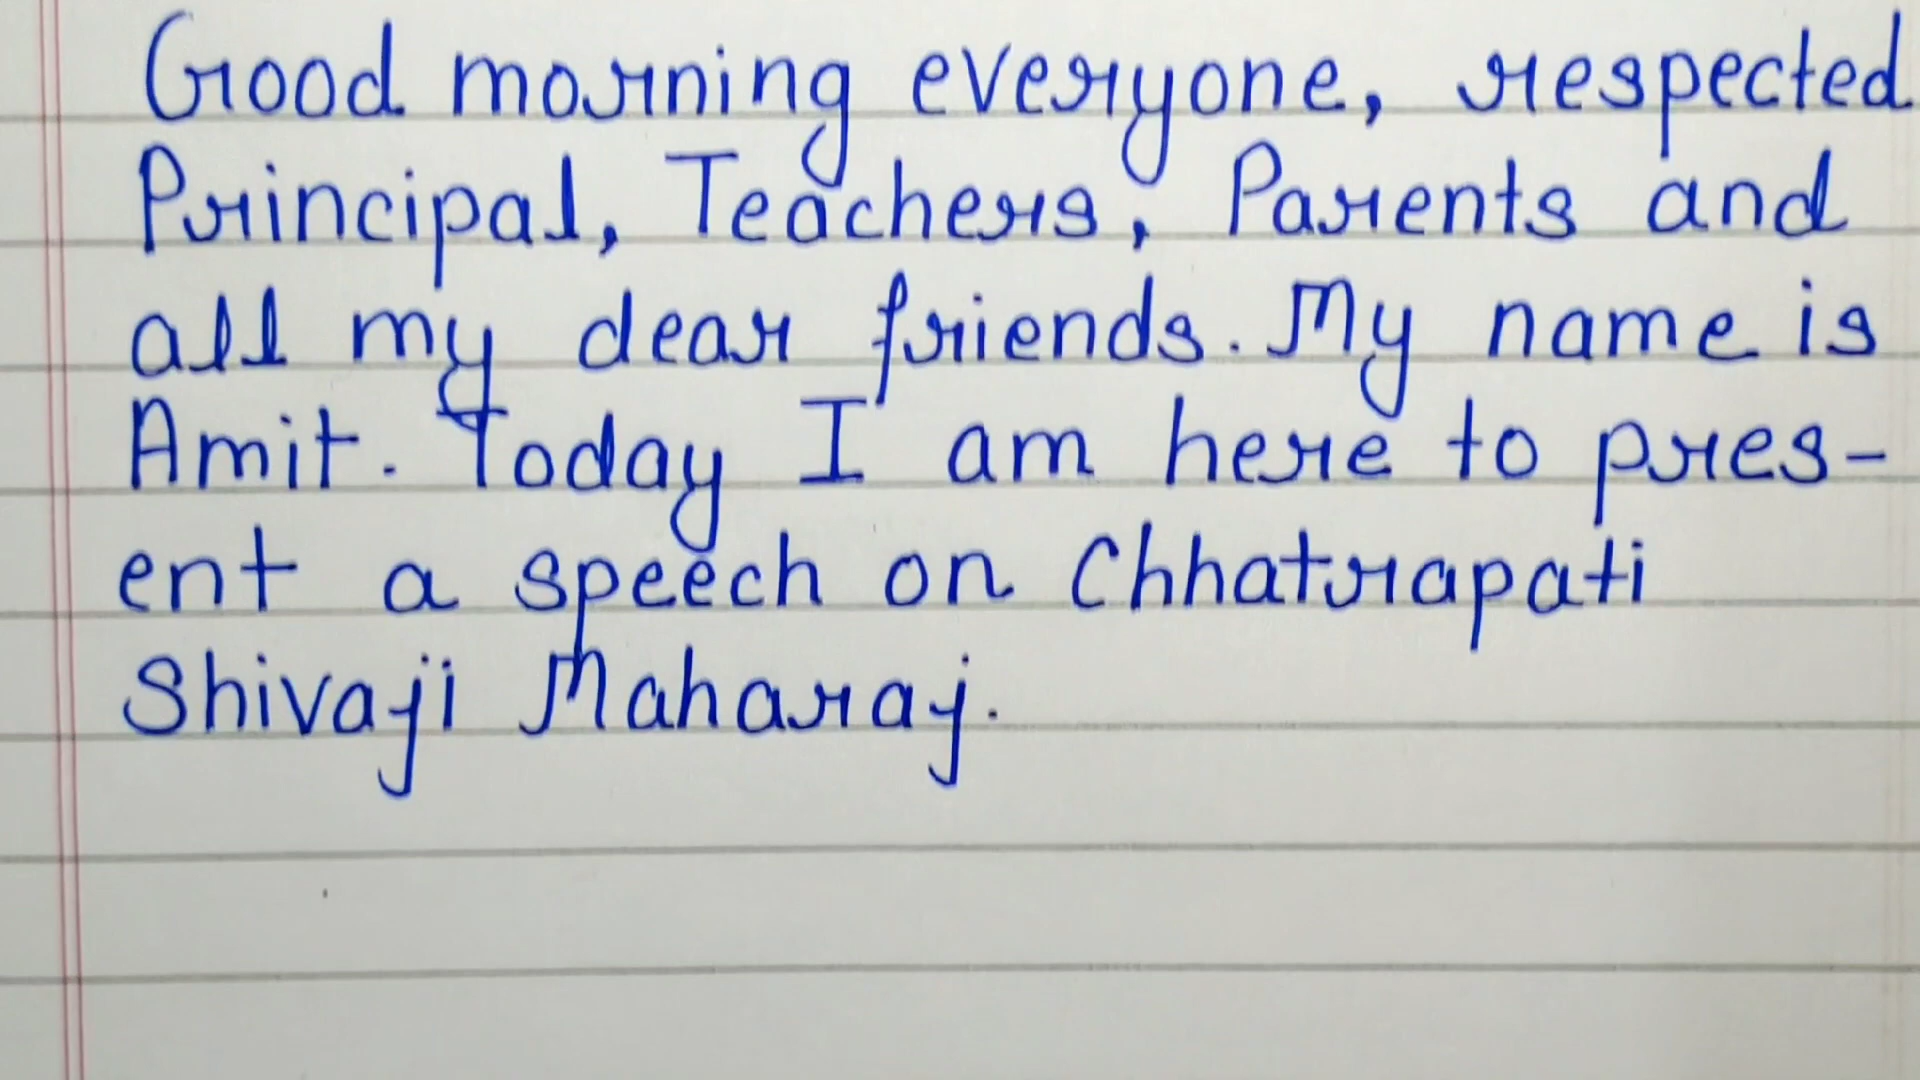 Good morning everyone, respected
Principal, Teachers, Parents and
all my dear friends. My name is
Amit. Today I am here to pres-
ent a speech on Chhatrapati
Shivaji Maharaj.